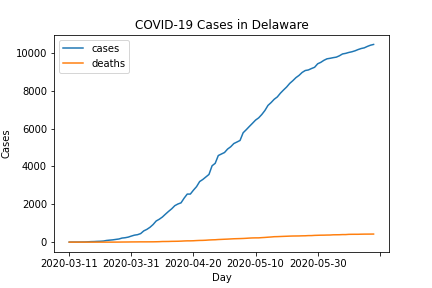 COVID-19 Cases in Delaware
cases
deaths
10000
8000
6000
4000
2000
0
Cases
2020-03-11 2020-03-31 2020-04-20 2020-05-10 2020-05-30
Day